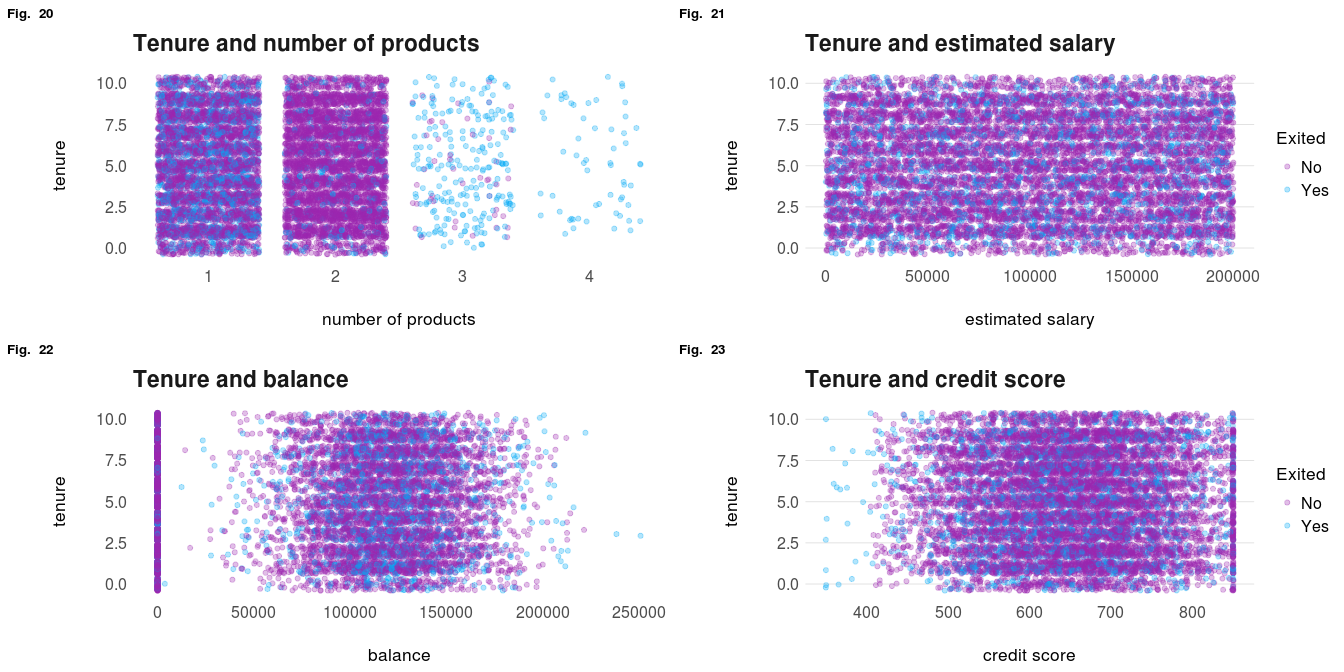 Fig. 20
Tenure and number of products
10.0
7.5
5.0
2.5
0.0
tenure
1 2 3 4
number of products
Fig. 21
Tenure and estimated salary
10.0
7.5
5.0
2.5
0.0
tenure
0 50000 100000 150000 200000
estimated salary
Exited
No
Yes
Fig. 22
Tenure and balance
10.0
7.5
5.0
2.5
0.0
tenure
0 50000 100000 150000 200000 250000
balance
Fig. 23
Tenure and credit score
10.0
7.5
5.0
2.5
0.0
tenure
400 500 600 700 800
credit score
Exited
No
Yes